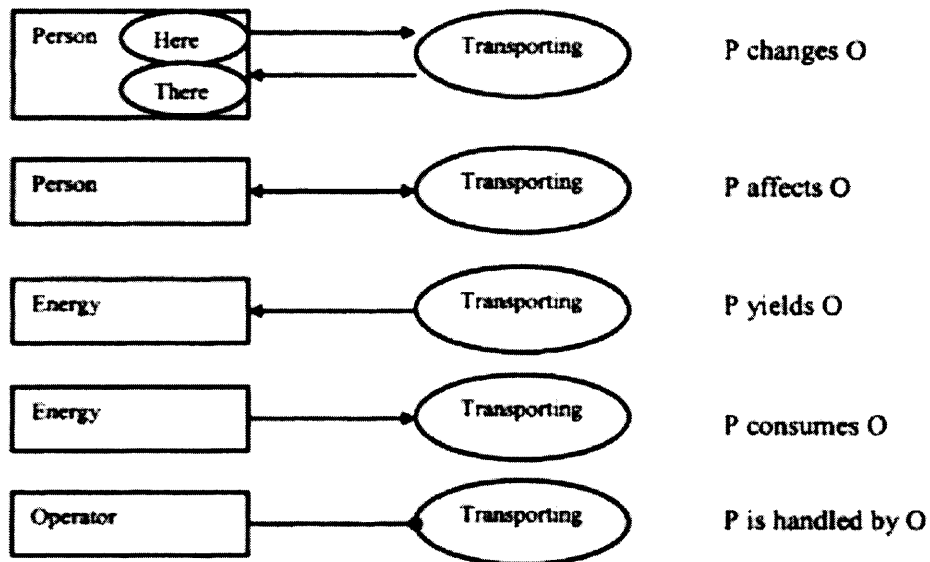 Person Here Transporting P changes O
There
Person Transporting P affects O
Energy Transporting P yields O
Energy Transporting P consumes O
Operator Transporting P is handled by O